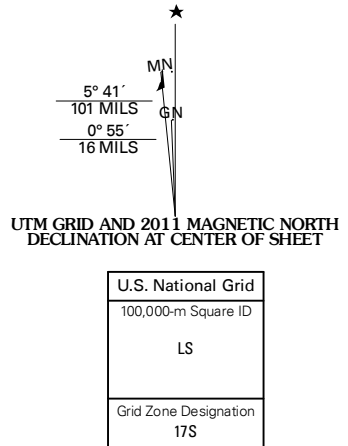 ★
MN
5° 41´
101 MILS
GN
0° 55´
16 MILS
UTM GRID AND 2011 MAGNETIC NORTH
DECLINATION AT CENTER OF SHEET
U.S. National Grid
100,000-m Square ID
LS
Grid Zone Designation
17S